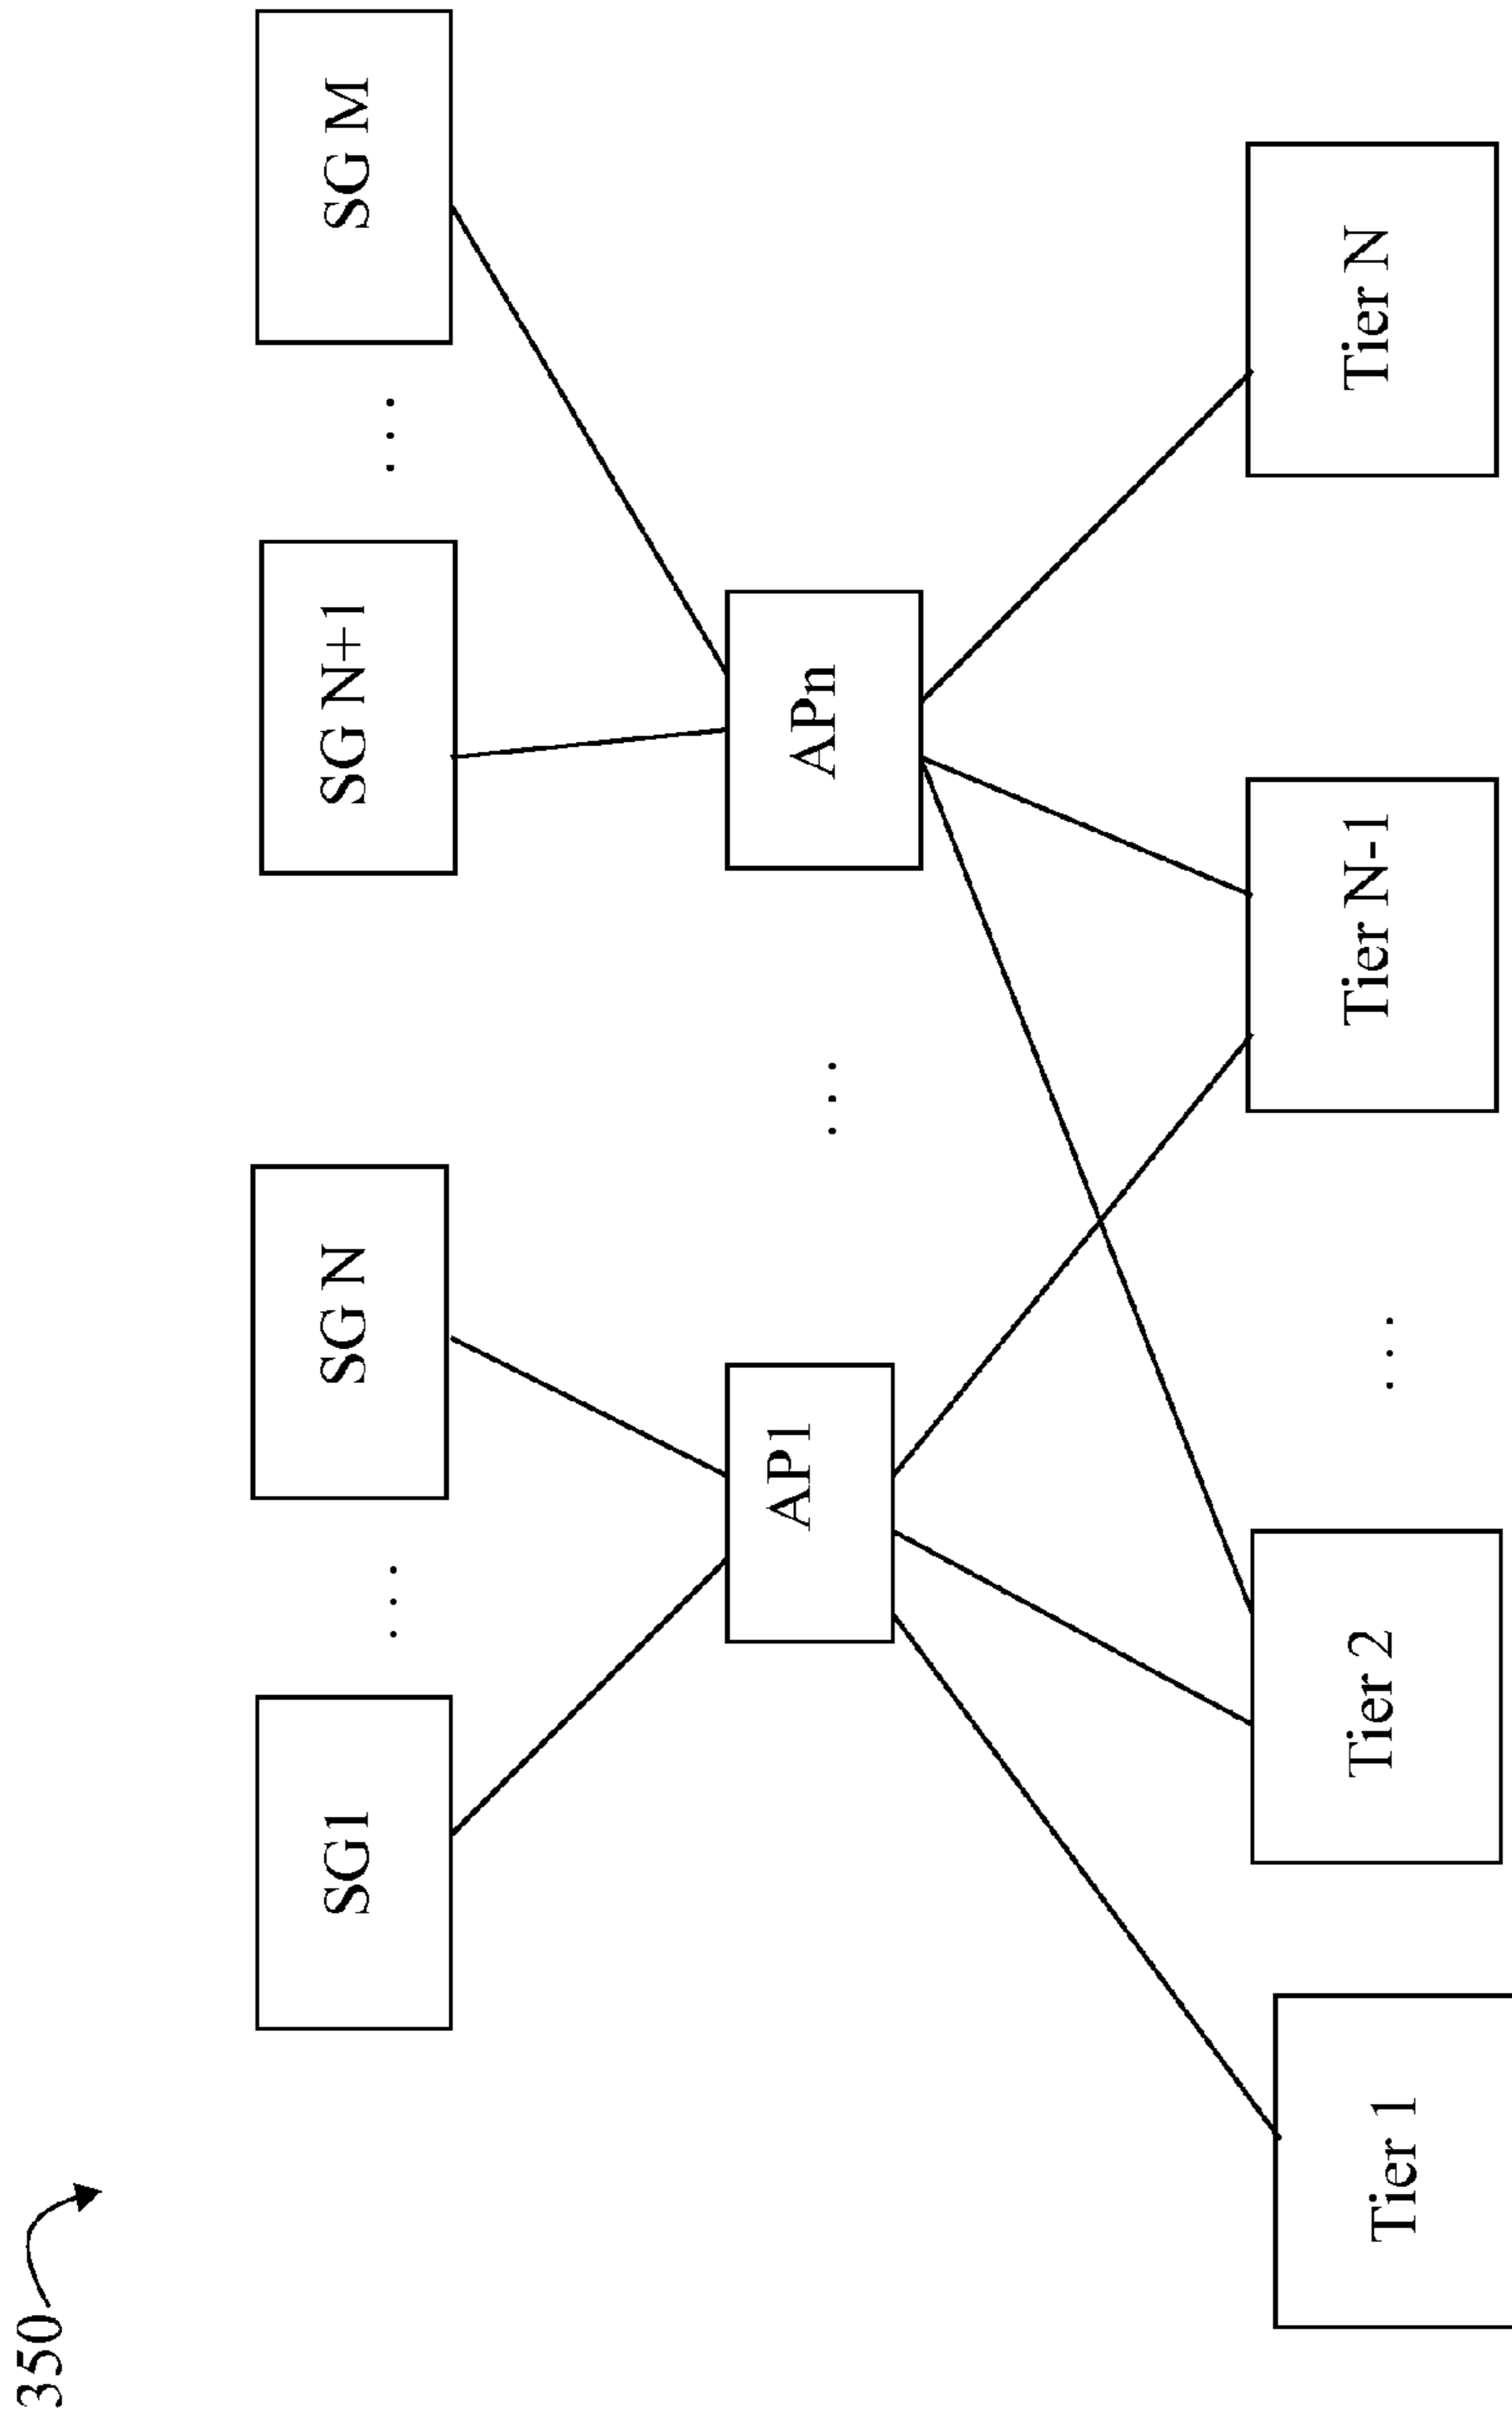 350
SG1
. . .
SG N
SG N+1
. . .
SG M
AP1
. . .
APn
Tier 1
Tier 2
. . .
Tier N-1
Tier N